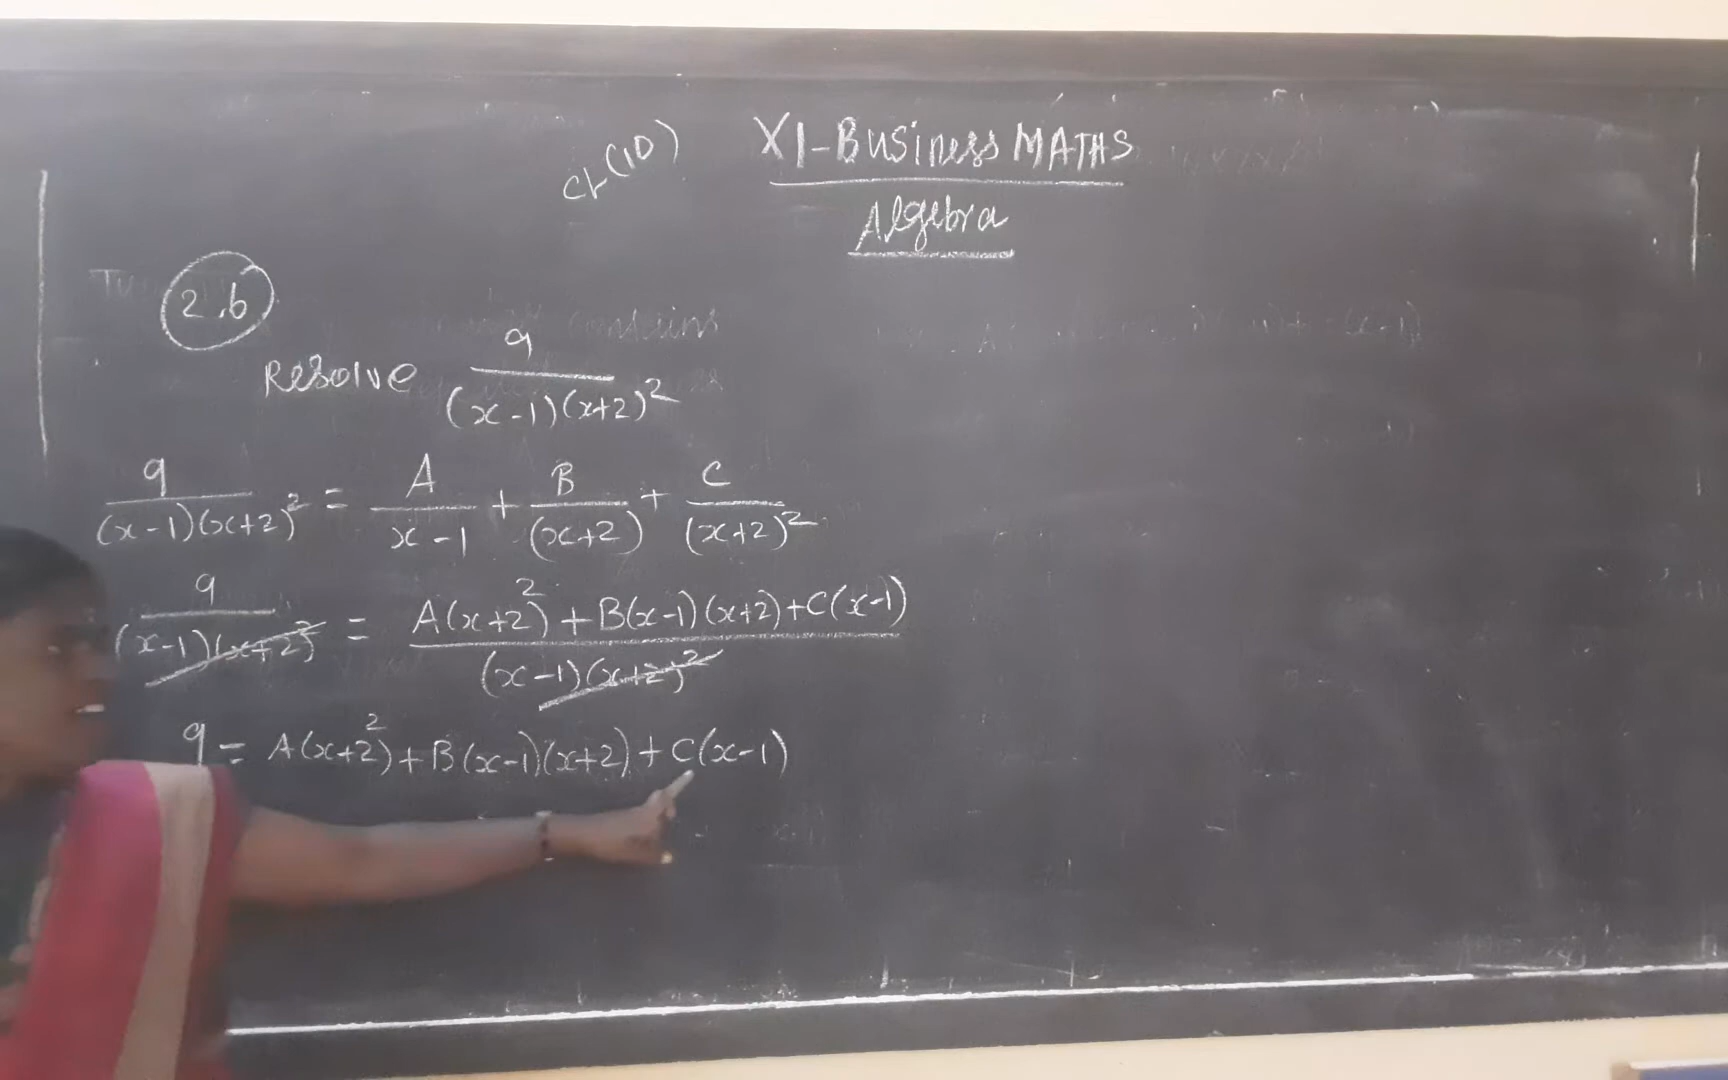 CL(10) XI-Business MATHS
Algebra
2.6
Resolve 9/(x-1)(x+2)²
9/(x-1)(x+2)² = A/x-1 + B/(x+2) + C/(x+2)²
9/(x-1)(x+2)² = A(x+2)² + B(x-1)(x+2) + C(x-1)/(x-1)(x+2)²
9 = A(x+2)² + B(x-1)(x+2) + C(x-1)